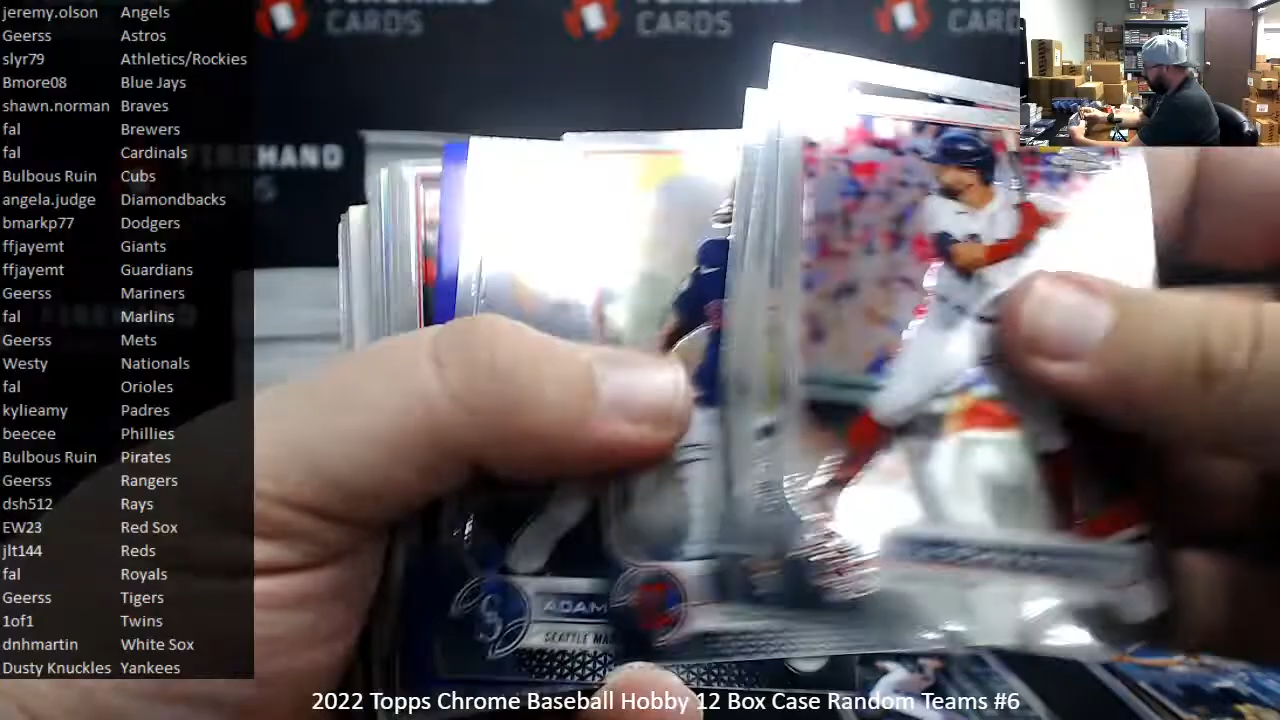 jeremy.olson Angels
Geerss Astros
slyr79 Athletics/Rockies
Bmore08 Blue Jays
shawn.norman Braves
fal Brewers
fal Cardinals
Bulbous Ruin Cubs
angela.judge Diamondbacks
bmarkp77 Dodgers
ffjayemt Giants
ffjayemt Guardians
Geerss Mariners
fal Marlins
Geerss Mets
Westy Nationals
fal Orioles
kylieamy Padres
beecee Phillies
Bulbous Ruin Pirates
Geerss Rangers
dsh512 Rays
EW23 Red Sox
jlt144 Reds
fal Royals
Geerss Tigers
1of1 Twins
dnhmartin White Sox
Dusty Knuckles Yankees
CARDS
CARDS
CARD
HAND
ADAM
SEATTLE MA
2022 Topps Chrome Baseball Hobby 12 Box Case Random Teams #6